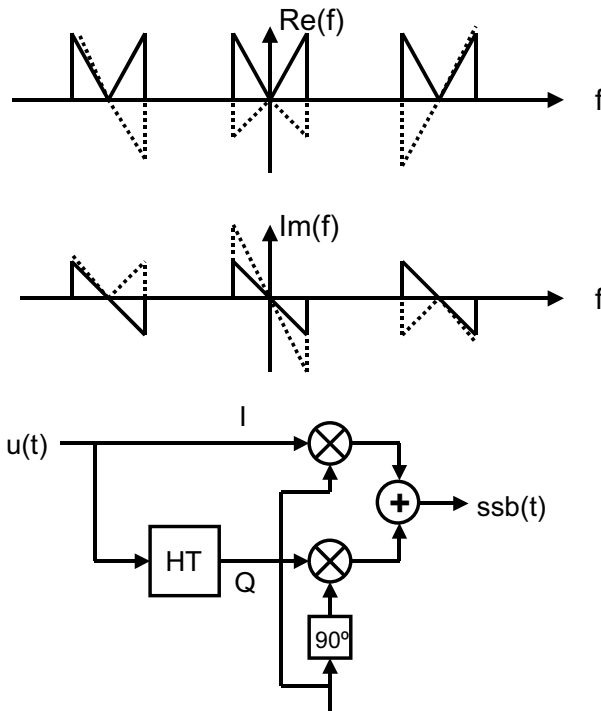 Re(f)
f
Im(f)
f
I
u(t)
+
ssb(t)
HT
Q
90º